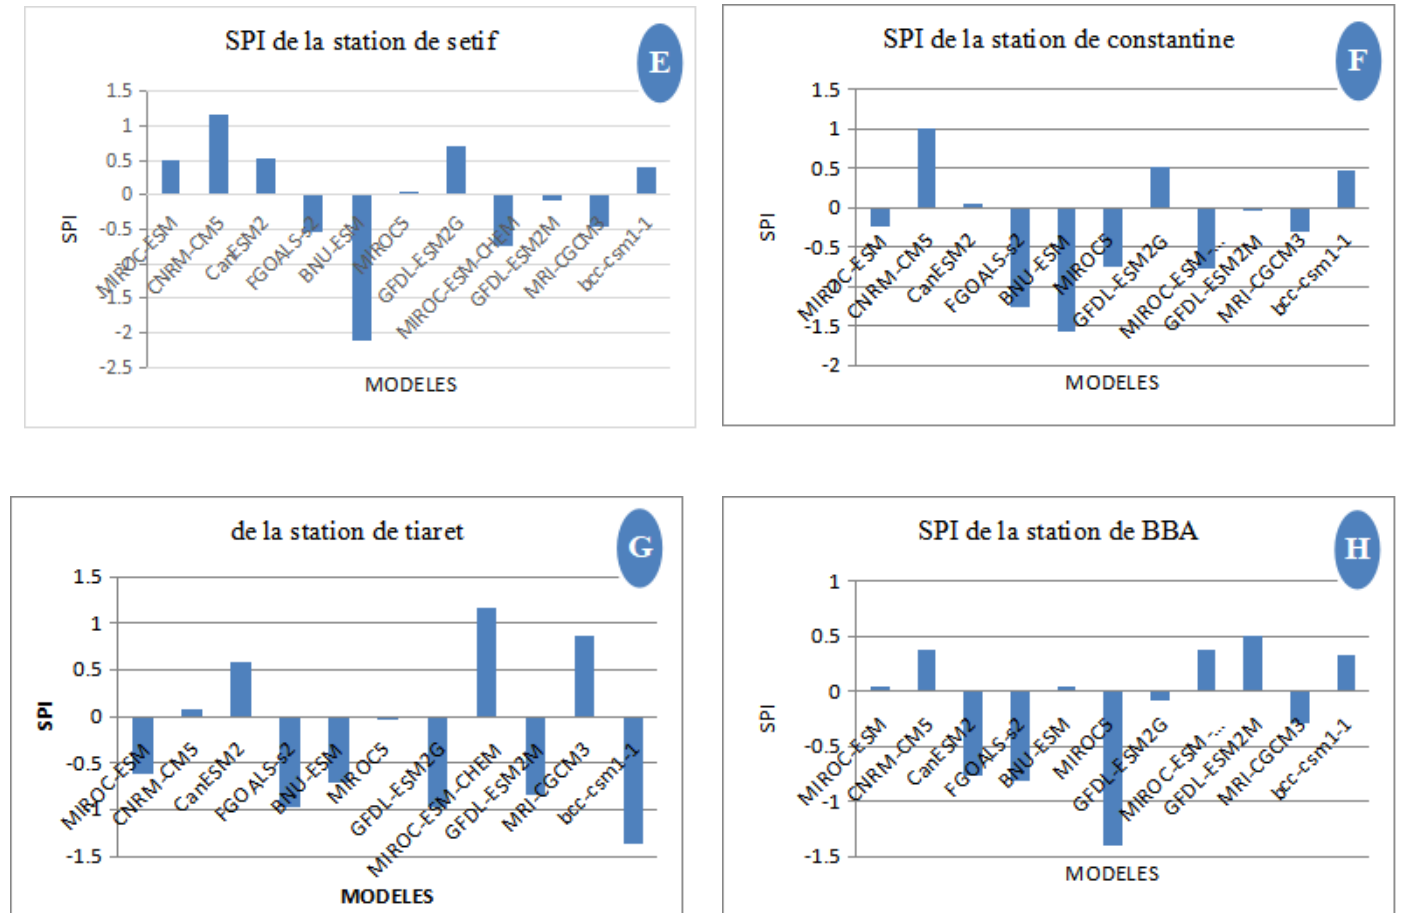 SPI de la station de setif
E
1.5
1
0.5
0
-0.5
-1
-1.5
-2
-2.5
SPI
MIROC-ESM
CNRM-CM5
CanESM2
FGOALS-s2
BNU-ESM
MIROC5
GFDL-ESM2G
MIROC-ESM-CHEM
GFDL-ESM2M
MRI-CGCM3
bcc-csm1-1
MODELES
SPI de la station de constantine
F
1.5
1
0.5
0
-0.5
-1.5
-2
SPI
MIROC-ESM
CNRM-CM5
CanESM2
FGOALS-s2
BNU-ESM
MIROC5
GFDL-ESM2G
MIROC-ESM-...
GFDL-ESM2M
MRI-CGCM3
bcc-csm1-1
MODELES
de la station de tiaret
G
1.5
1
0.5
0
-0.5
-1
-1.5
SPI
MIROC-ESM
CNRM-CM5
CanESM2
FGOALS-s2
BNU-ESM
MIROC5
GFDL-ESM2G
MIROC-ESM-CHEM
GFDL-ESM2M
MRI-CGCM3
bcc-csm1-1
MODELES
SPI de la station de BBA
H
1
0.5
0
-0.5
-1
-1.5
SPI
MIROC-ESM
CNRM-CM5
CanESM2
FGOALS-s2
BNU-ESM
MIROC5
GFDL-ESM2G
MIROC-ESM-...
GFDL-ESM2M
MRI-CGCM3
bcc-csm1-1
MODELES